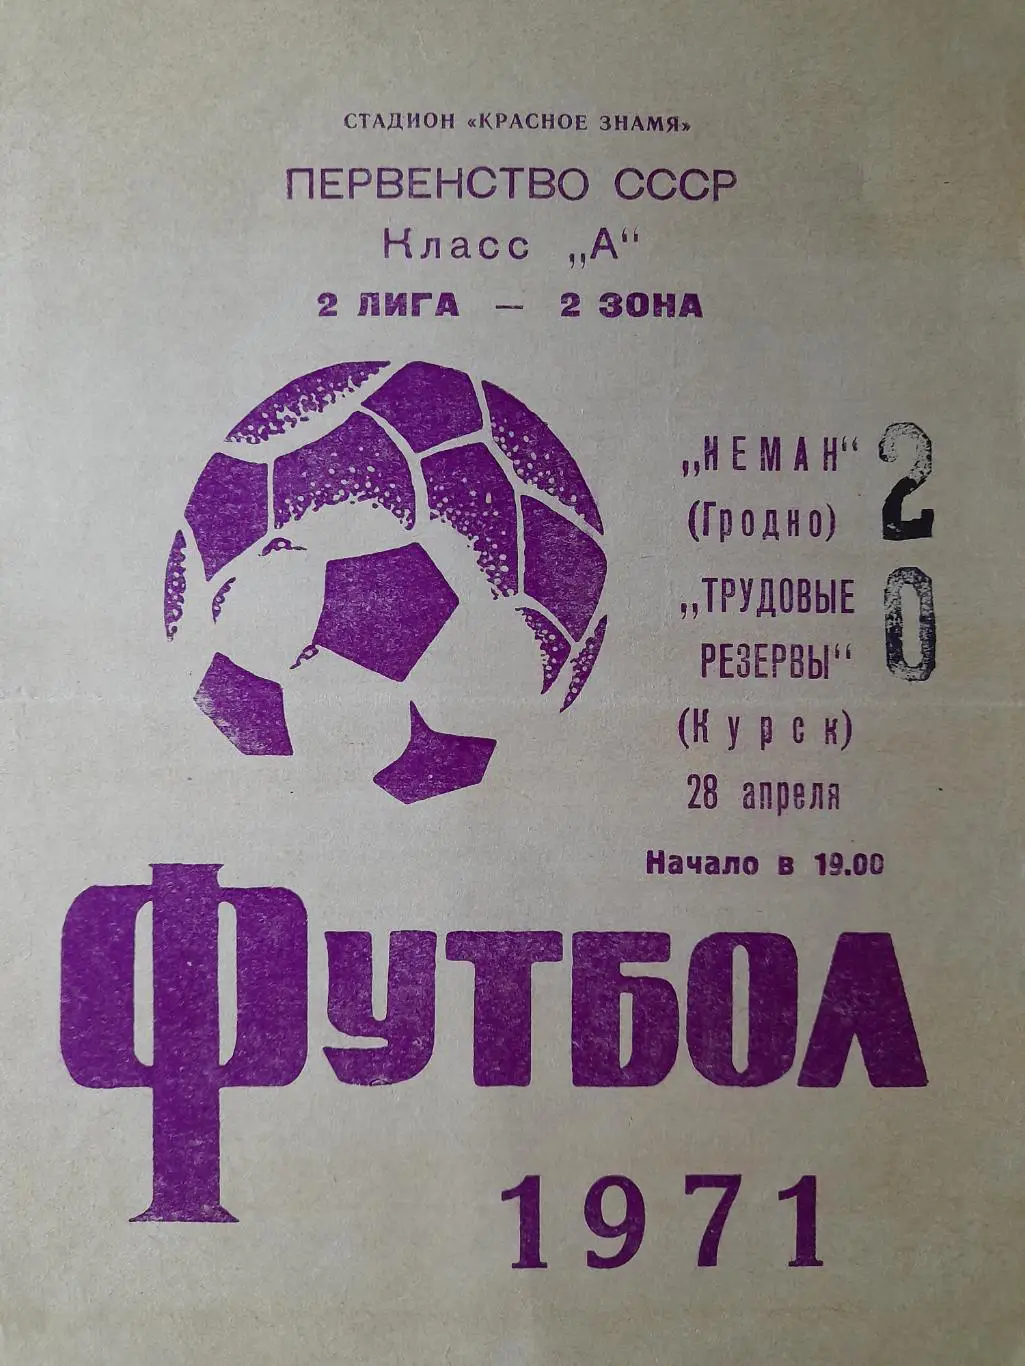 СТАДИОН «КРАСНОЕ ЗНАМЯ»
ПЕРВЕНСТВО СССР
Класс „А“
2 ЛИГА — 2 ЗОНА
„НЕМАН“ 2
(Гродно)
„ТРУДОВЫЕ 0
РЕЗЕРВЫ“
(Курск)
28 апреля
Начало в 19.00
ФУТБОЛ
1971